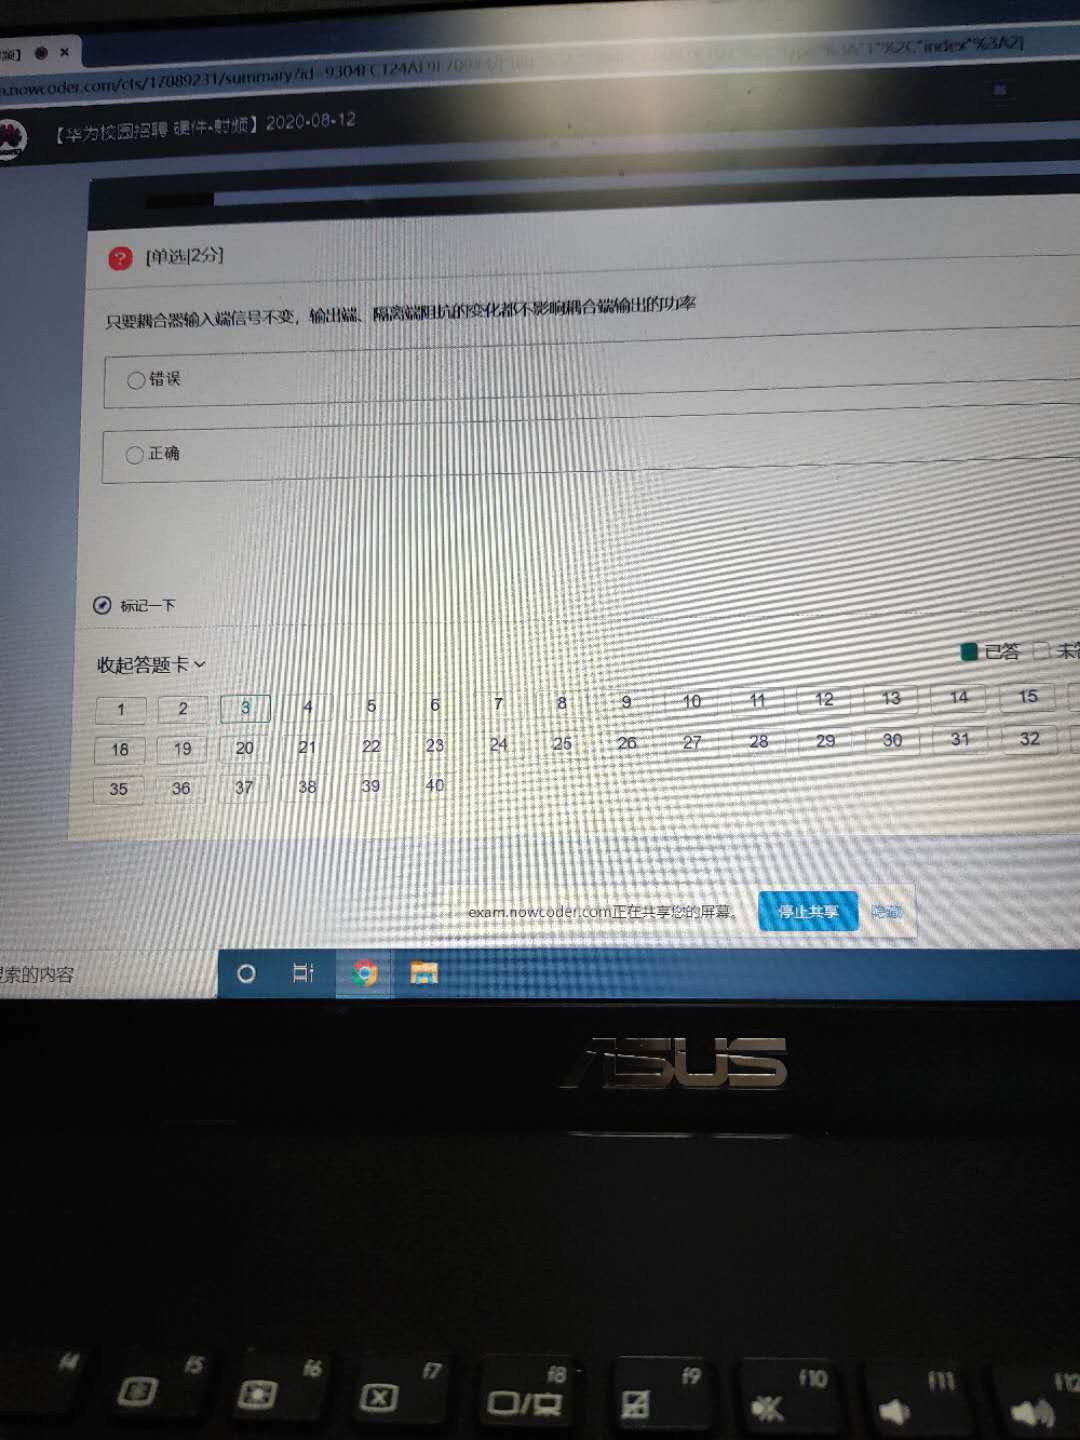 .nowcoder.com/cts/17089231/summary?id=9304FC124AF9F
%2C"index"%3A2}
【华为校园招聘 硬件-射频】2020-08-12
[单选|2分]
只要耦合器输入端信号不变，输出端、隔离端阻抗的变化都不影响耦合端输出的功率
错误
正确
标记一下
收起答题卡
已答 未答
1 2 3 4 5 6 7 8 9 10 11 12 13 14 15
18 19 20 21 22 23 24 25 26 27 28 29 30 31 32
35 36 37 38 39 40
exam.nowcoder.com正在共享您的屏幕。 停止共享 隐藏
搜索的内容
ASUS
f4 f5 f6 f7 f8 f9 f10 f11 f12